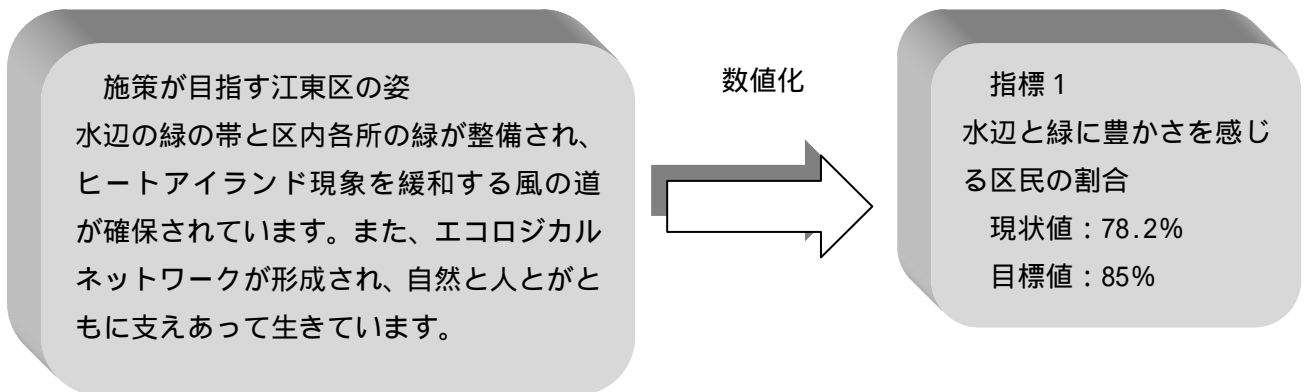 施策が目指す江東区の姿
水辺の緑の帯と区内各所の緑が整備され、
ヒートアイランド現象を緩和する風の道
が確保されています。また、エコロジカル
ネットワークが形成され、自然と人とがと
もに支えあって生きています。
数値化
指標１
水辺と緑に豊かさを感じ
る区民の割合
現状値：78.2%
目標値：85%